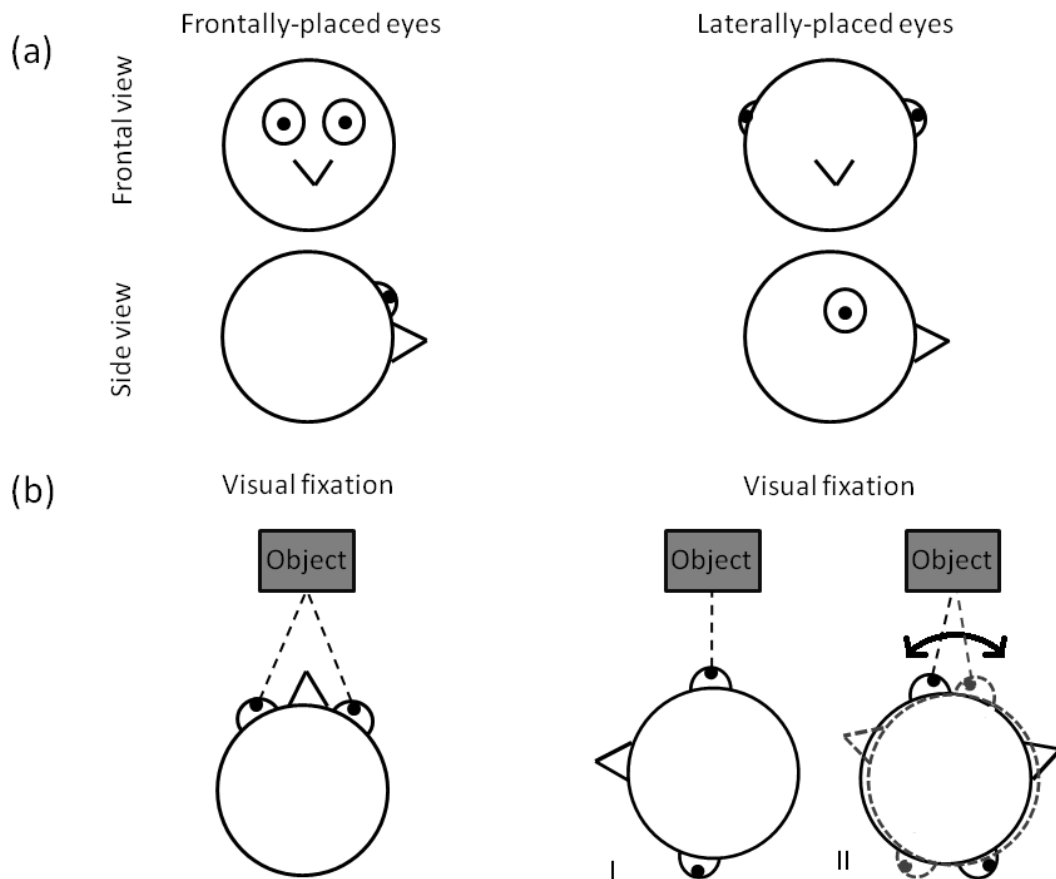 Frontally-placed eyes
Laterally-placed eyes
(a)
Frontal view
Side view
(b)
Visual fixation
Visual fixation
Object
Object
Object
I
II